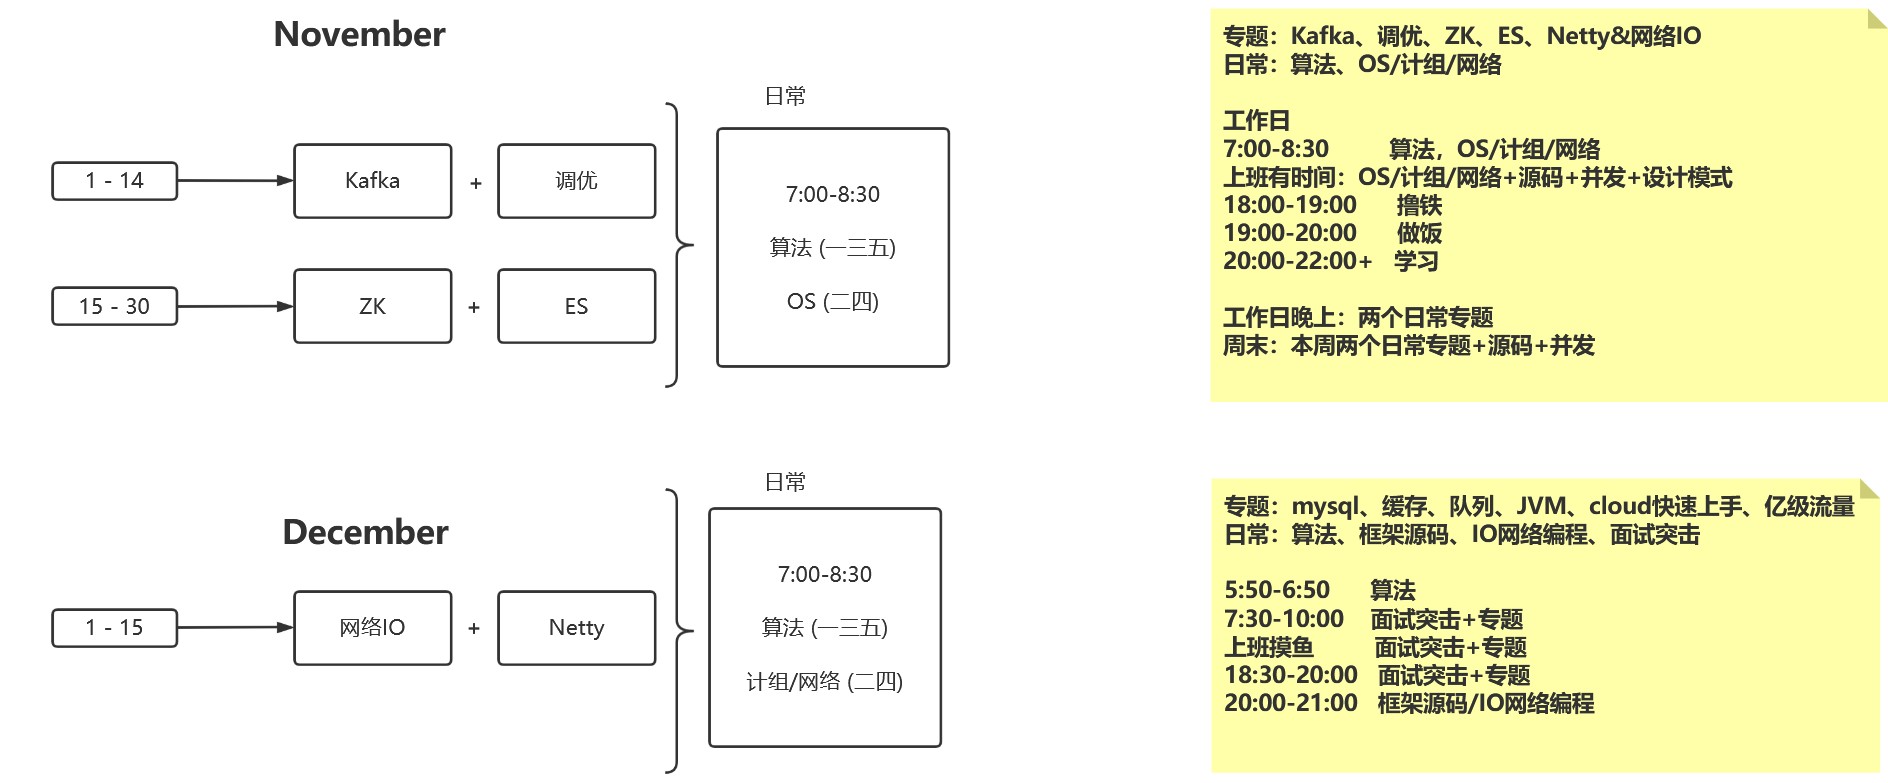 November
日常
1 - 14
Kafka
+
调优
15 - 30
ZK
+
ES
7:00-8:30
算法 (一三五)
OS (二四)
专题：Kafka、调优、ZK、ES、Netty&网络IO
日常：算法、OS/计组/网络
工作日
7:00-8:30 算法，OS/计组/网络
上班有时间：OS/计组/网络+源码+并发+设计模式
18:00-19:00 撸铁
19:00-20:00 做饭
20:00-22:00+ 学习
工作日晚上：两个日常专题
周末：本周两个日常专题+源码+并发
December
日常
1 - 15
网络IO
+
Netty
7:00-8:30
算法 (一三五)
计组/网络 (二四)
专题：mysql、缓存、队列、JVM、cloud快速上手、亿级流量
日常：算法、框架源码、IO网络编程、面试突击
5:50-6:50 算法
7:30-10:00 面试突击+专题
上班摸鱼 面试突击+专题
18:30-20:00 面试突击+专题
20:00-21:00 框架源码/IO网络编程